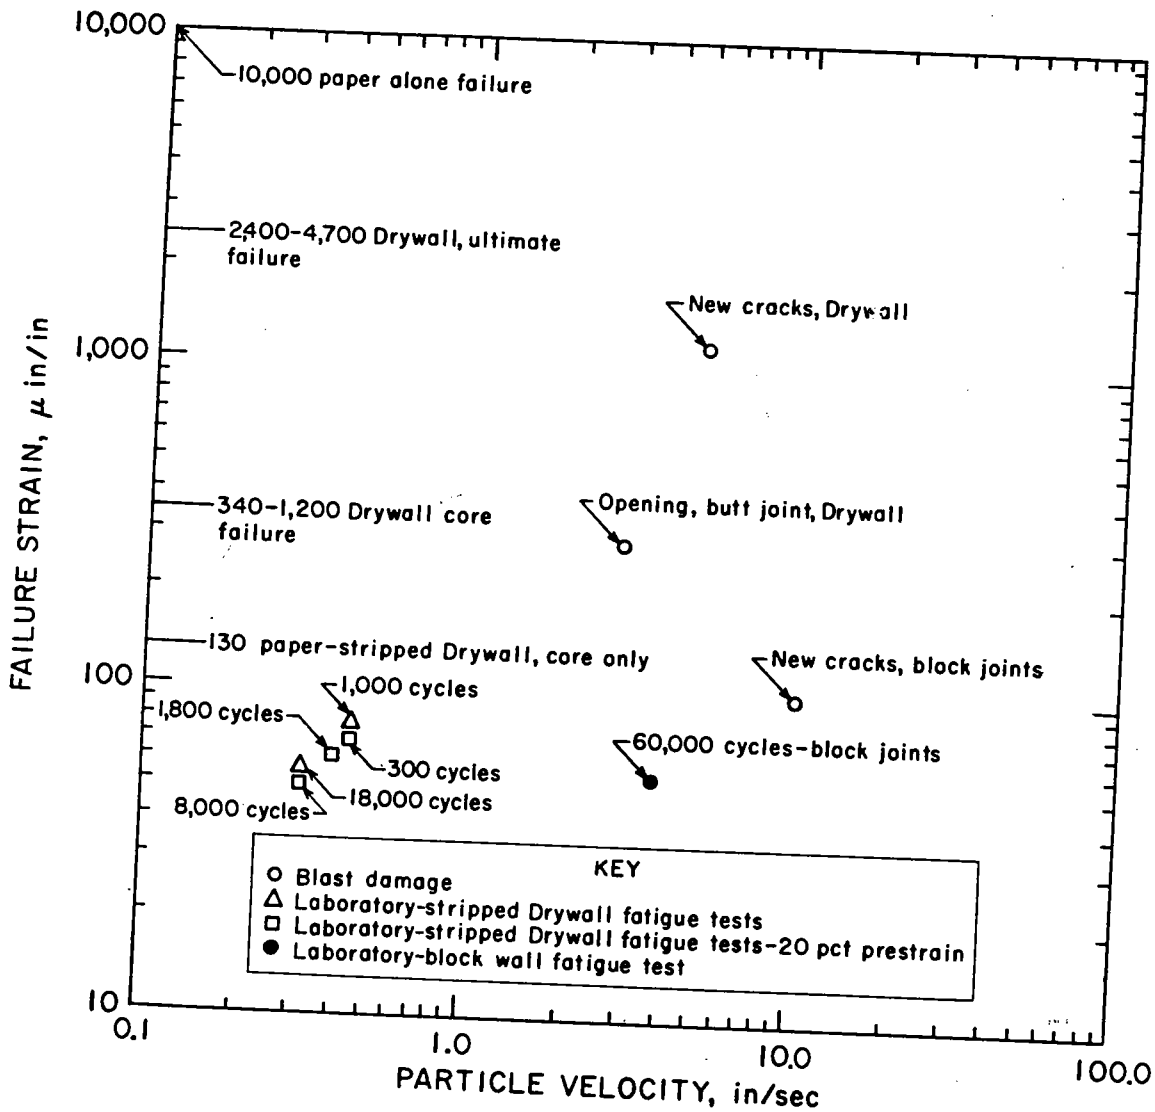 10,000
10,000 paper alone failure
2,400-4,700 Drywall, ultimate
failure
New cracks, Drywall
1,000
FAILURE STRAIN, μ in/in
340-1,200 Drywall core
failure
Opening, butt joint, Drywall
130 paper-stripped Drywall, core only
New cracks, block joints
100
1,000 cycles
1,800 cycles
60,000 cycles-block joints
300 cycles
18,000 cycles
8,000 cycles
KEY
Blast damage
Laboratory-stripped Drywall fatigue tests
Laboratory-stripped Drywall fatigue tests-20 pct prestrain
Laboratory-block wall fatigue test
10
0.1
1.0
10.0
100.0
PARTICLE VELOCITY, in/sec